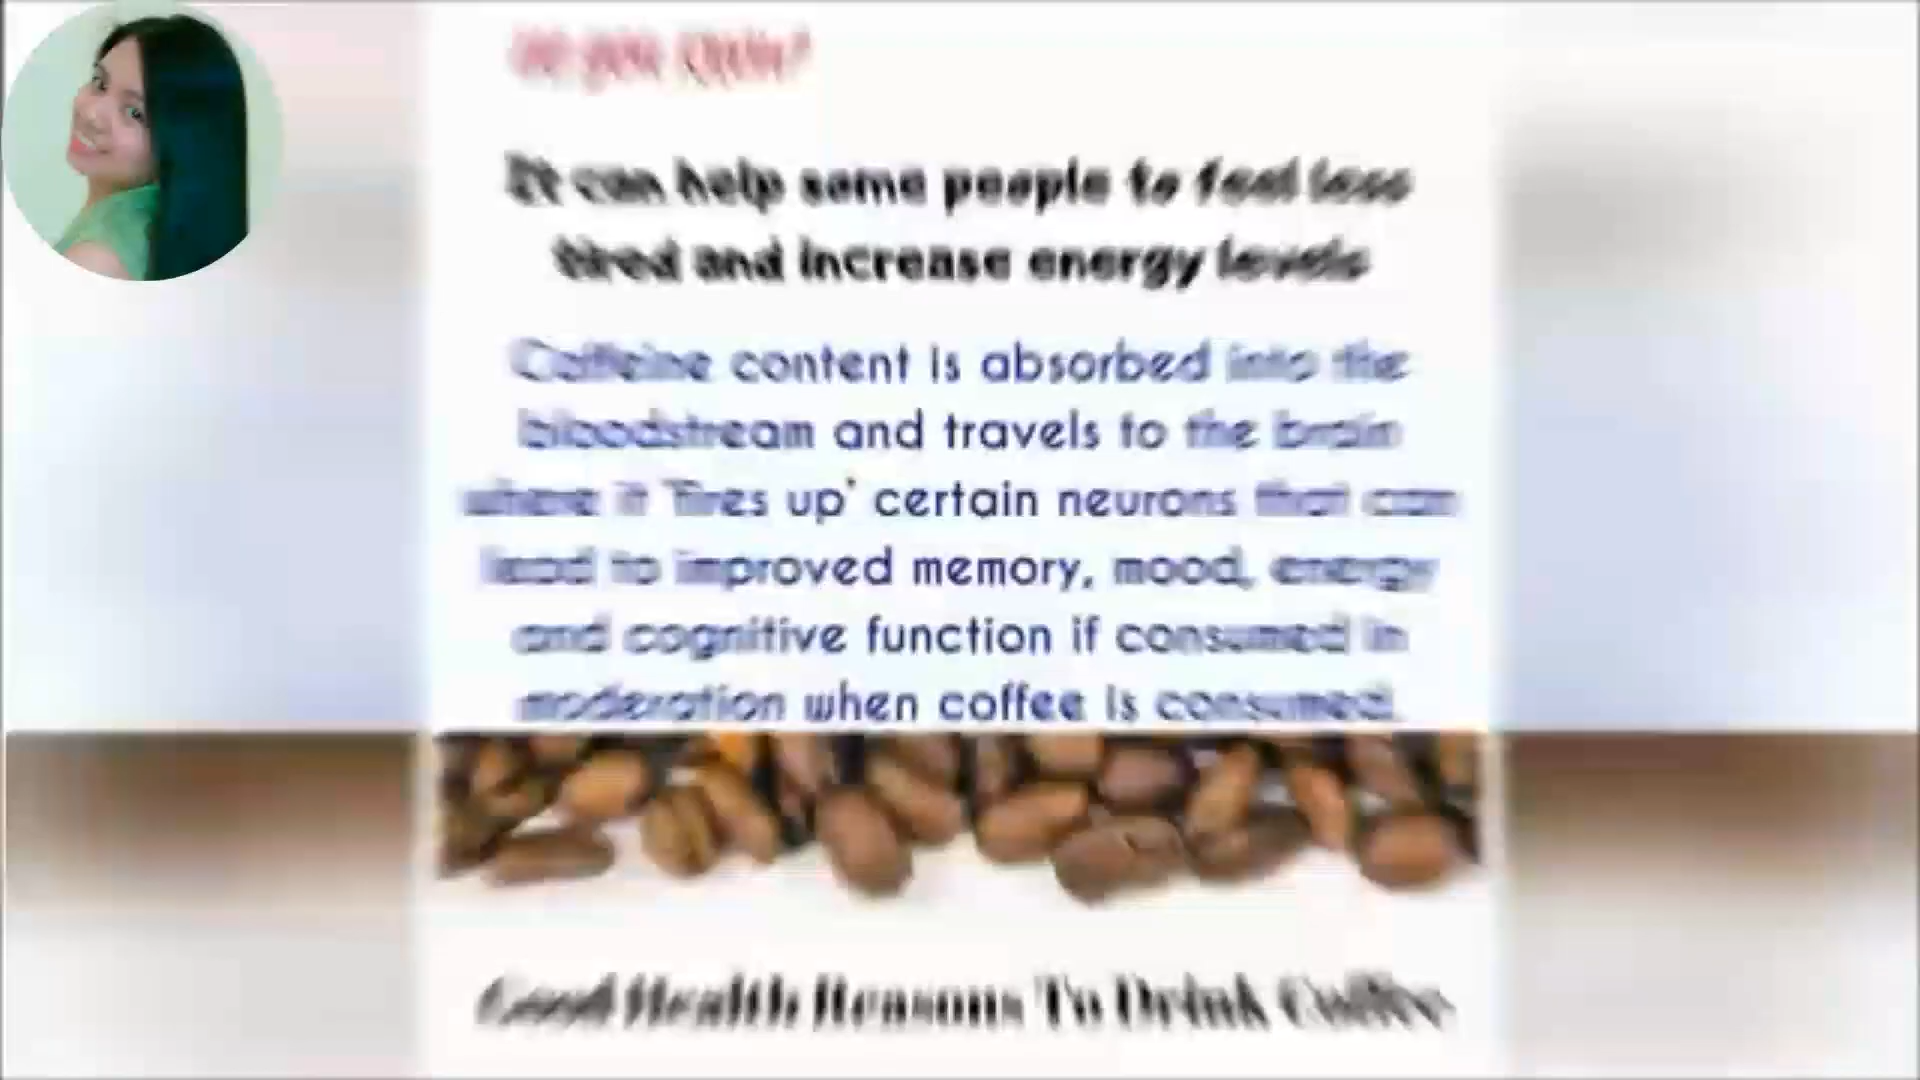 It can help some people to feel less
tired and increase energy levels
Caffeine content is absorbed into the
bloodstream and travels to the brain
where it 'fires up' certain neurons that can
lead to improved memory, mood, energy
and cognitive function if consumed in
moderation when coffee is consumed.
Good Health Reasons To Drink Coffee